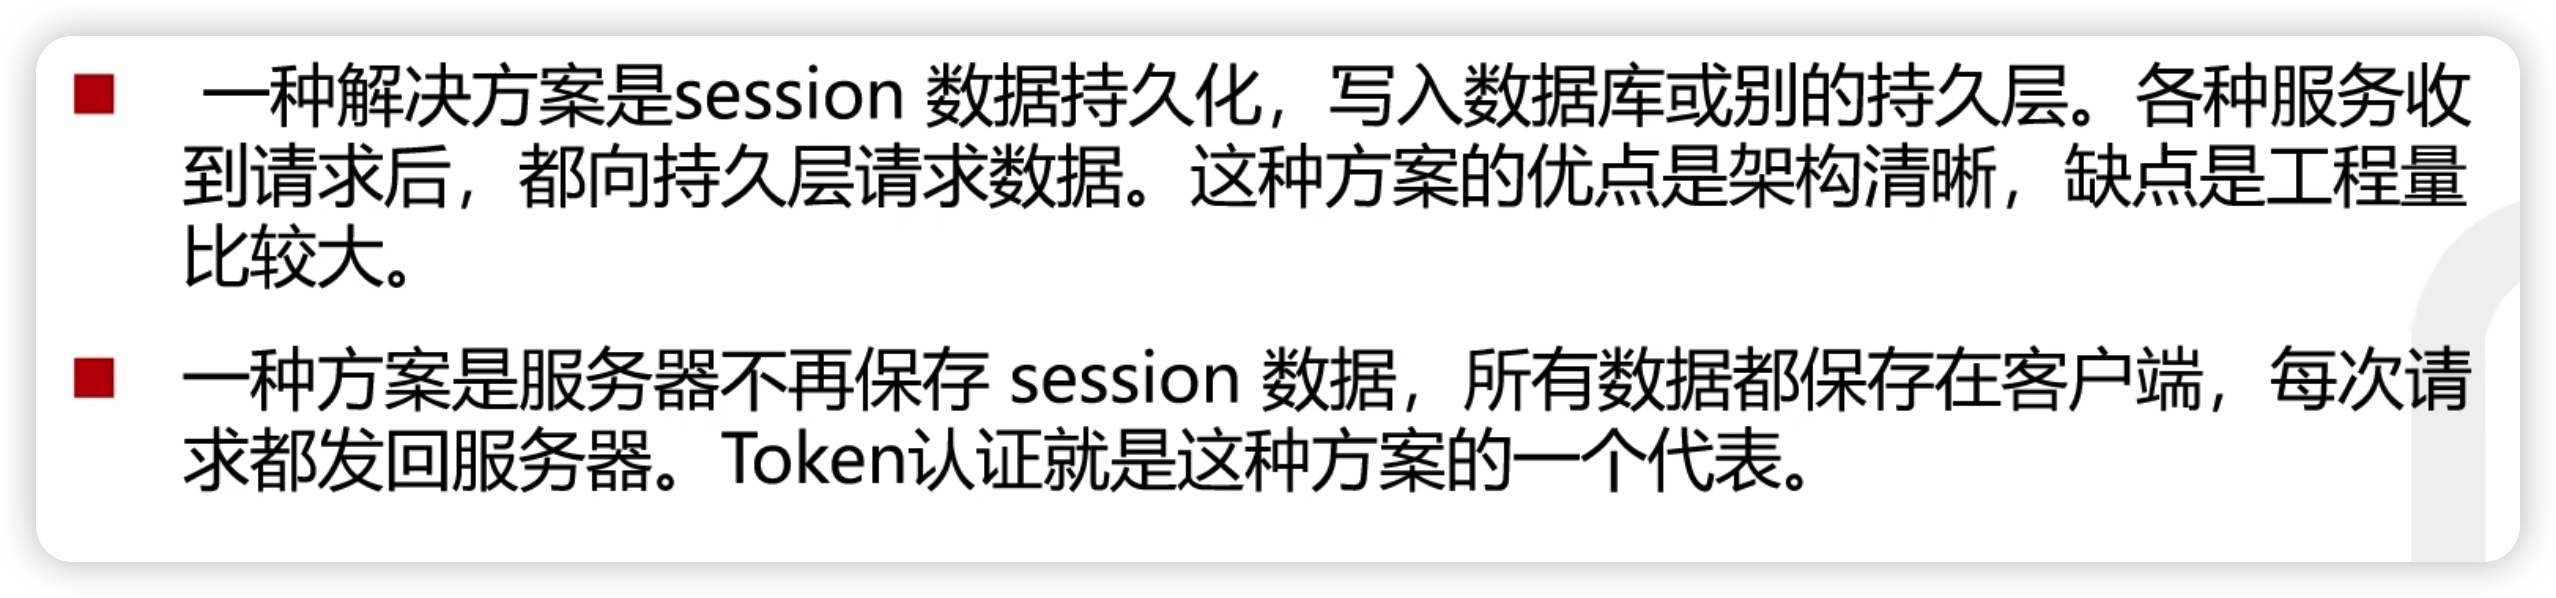 一种解决方案是session 数据持久化，写入数据库或别的持久层。各种服务收
到请求后，都向持久层请求数据。这种方案的优点是架构清晰，缺点是工程量
比较大。
一种方案是服务器不再保存 session 数据，所有数据都保存在客户端，每次请
求都发回服务器。Token认证就是这种方案的一个代表。